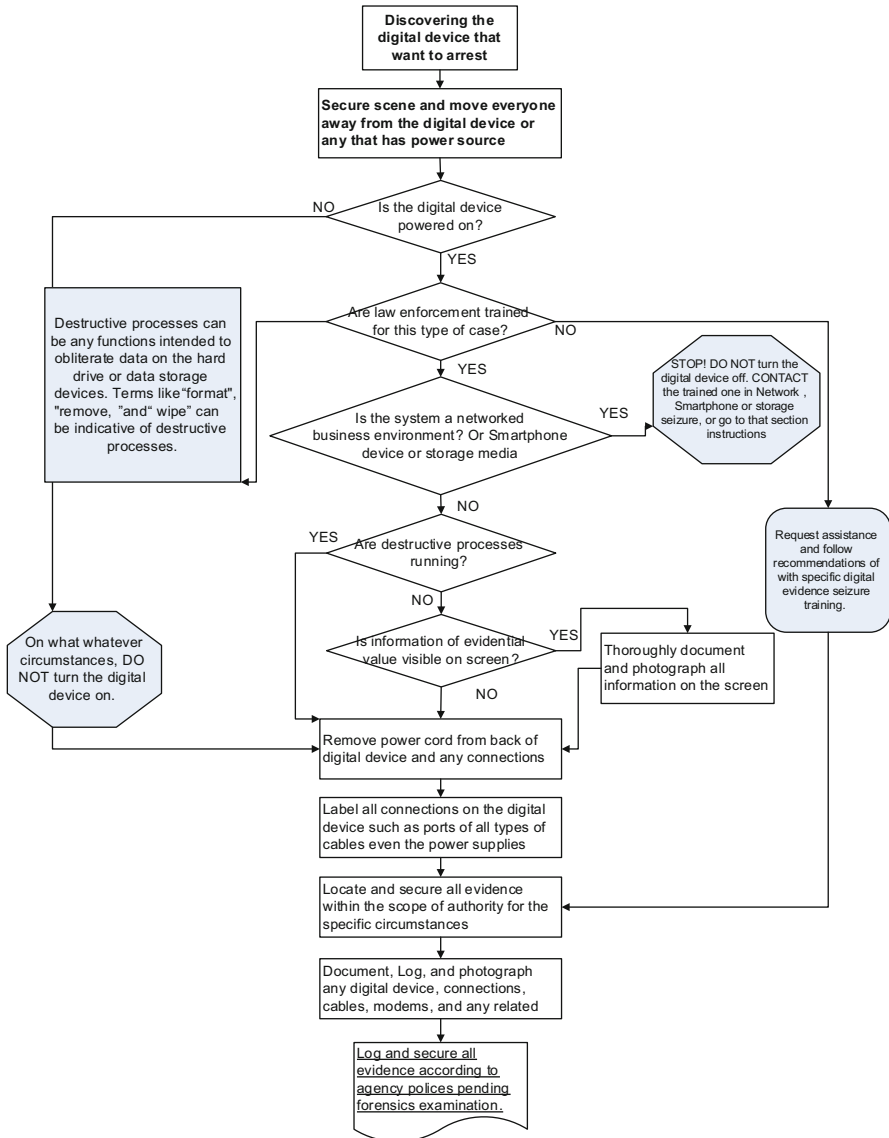 Discovering the
digital device that
want to arrest
Secure scene and move everyone
away from the digital device or
any that has power source
NO
Is the digital device
powered on?
YES
Are law enforcement trained
for this type of case?
NO
YES
Destructive processes can
be any functions intended to
obliterate data on the hard
drive or data storage
devices. Terms like“format",
"remove, ”and“ wipe” can
be indicative of destructive
processes.
STOP! DO NOT turn the
digital device off. CONTACT
the trained one in Network ,
Smartphone or storage
seizure, or go to that section
instructions
Is the system a networked
business environment? Or Smartphone
device or storage media
YES
NO
YES
Are destructive processes
running?
NO
Request assistance
and follow
recommendations of
with specific digital
evidence seizure
training.
On what whatever
circumstances, DO
NOT turn the digital
device on.
Is information of evidential
value visible on screen?
YES
Thoroughly document
and photograph all
information on the screen
NO
Remove power cord from back of
digital device and any connections
Label all connections on the digital
device such as ports of all types of
cables even the power supplies
Locate and secure all evidence
within the scope of authority for the
specific circumstances
Document, Log, and photograph
any digital device, connections,
cables, modems, and any related
Log and secure all
evidence according to
agency polices pending
forensics examination.